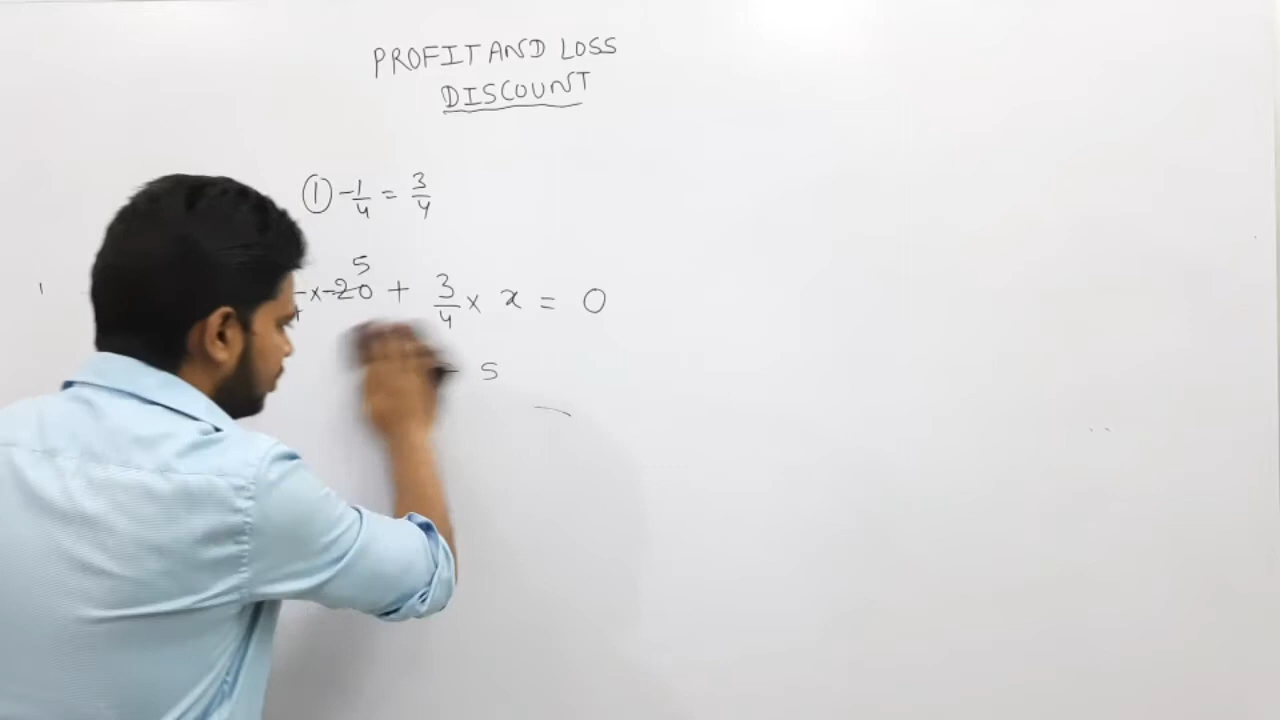 PROFIT AND LOSS
DISCOUNT
① - 1/4 = 3/4
5
x -20 + 3/4 x x = 0
5